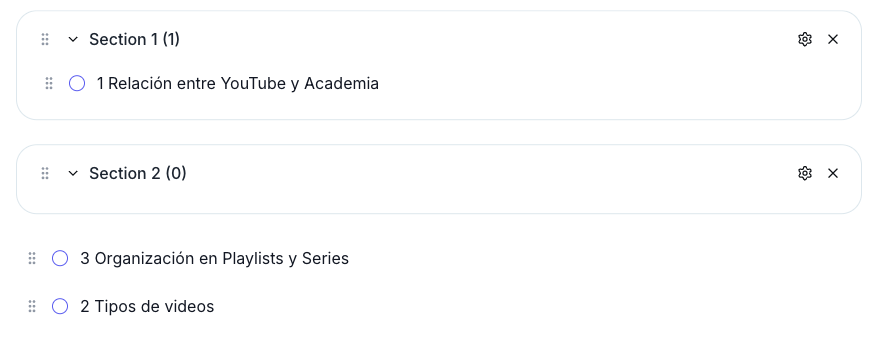 Section 1 (1)
1 Relación entre YouTube y Academia
Section 2 (0)
3 Organización en Playlists y Series
2 Tipos de videos